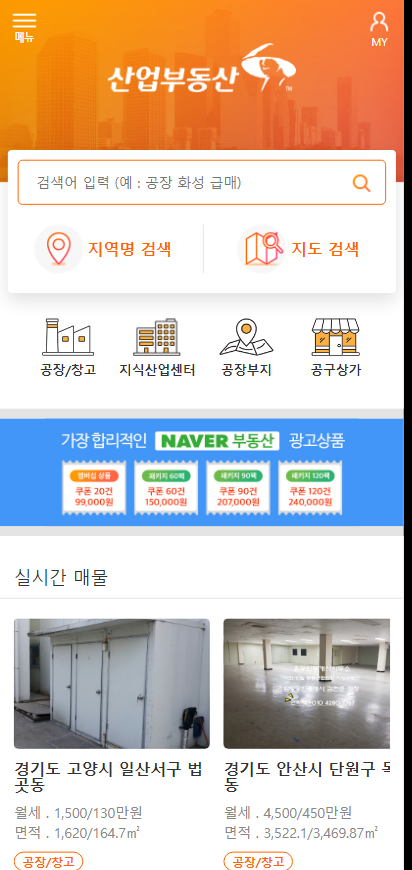 메뉴
MY
산업부동산
TM
검색어 입력 (예 : 공장 화성 급매)
지역명 검색
지도 검색
공장/창고
지식산업센터
공장부지
공구상가
가장 합리적인 NAVER 부동산 광고상품
멤버십 상품
쿠폰 20건
99,000원
패키지 60팩
쿠폰 60건
150,000원
패키지 90팩
쿠폰 90건
207,000원
패키지 120팩
쿠폰 120건
240,000원
실시간 매물
경기도 고양시 일산서구 법
곳동
월세 . 1,500/130만원
면적 . 1,620/164.7㎡
공장/창고
경기도 안산시 단원구 목
동
월세 . 4,500/450만원
면적 . 3,522.1/3,469.87㎡
공장/창고